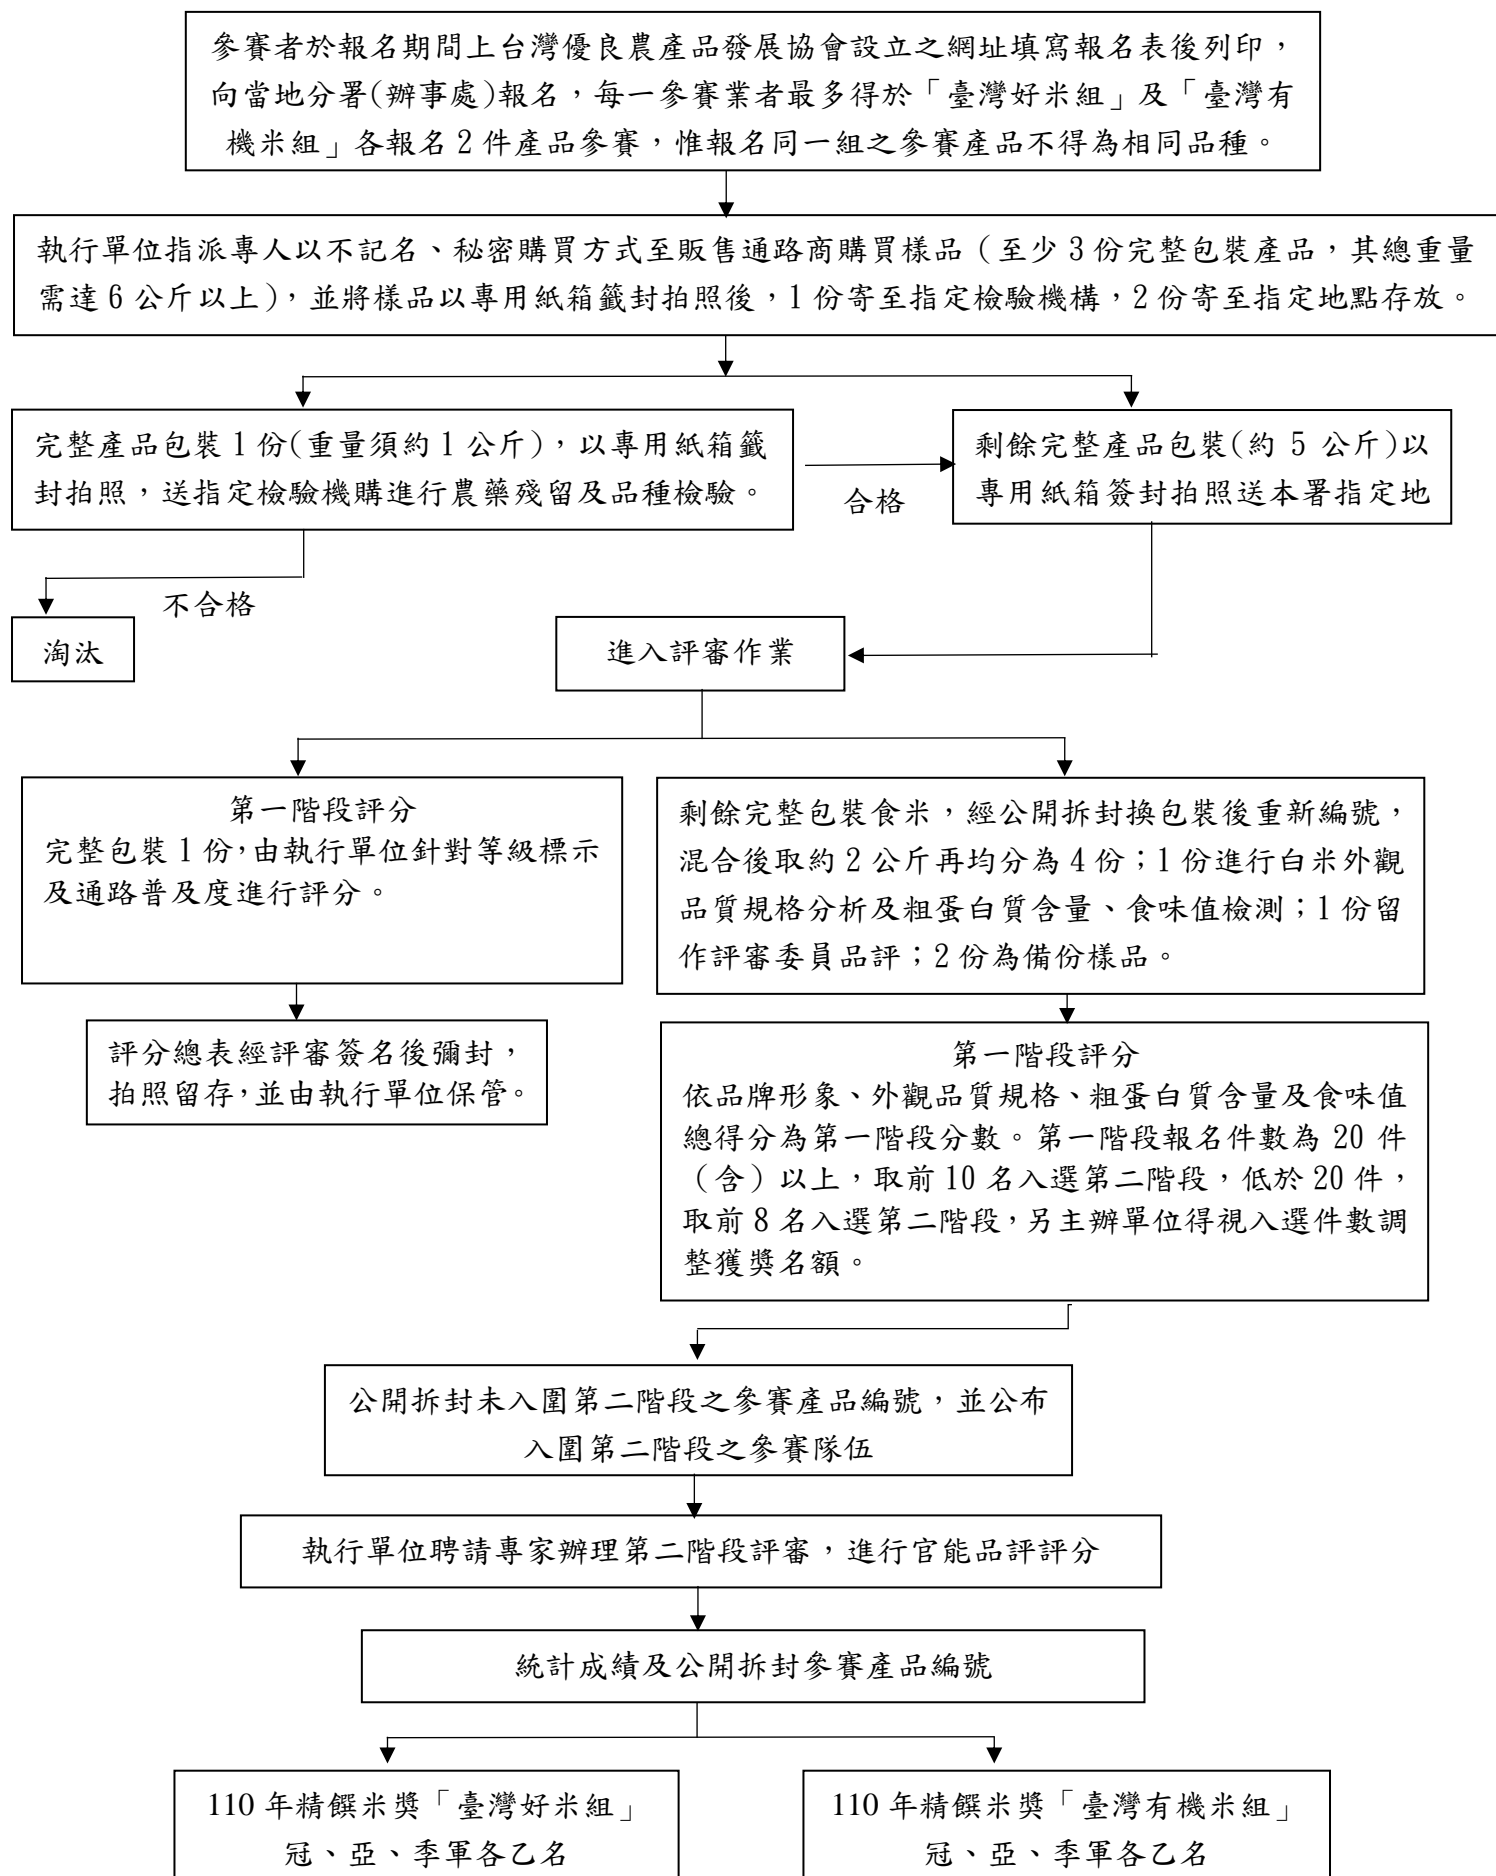 參賽者於報名期間上台灣優良農產品發展協會設立之網址填寫報名表後列印，
向當地分署(辦事處)報名，每一參賽業者最多得於「臺灣好米組」及「臺灣有
機米組」各報名 2 件產品參賽，惟報名同一組之參賽產品不得為相同品種。
執行單位指派專人以不記名、秘密購買方式至販售通路商購買樣品（至少 3 份完整包裝產品，其總重量
需達 6 公斤以上），並將樣品以專用紙箱籤封拍照後，1 份寄至指定檢驗機構，2 份寄至指定地點存放。
完整產品包裝 1 份(重量須約 1 公斤)，以專用紙箱籤
封拍照，送指定檢驗機購進行農藥殘留及品種檢驗。
合格
剩餘完整產品包裝(約 5 公斤)以
專用紙箱簽封拍照送本署指定地
不合格
淘汰
進入評審作業
第一階段評分
完整包裝 1 份，由執行單位針對等級標示
及通路普及度進行評分。
剩餘完整包裝食米，經公開拆封換包裝後重新編號，
混合後取約 2 公斤再均分為 4 份；1 份進行白米外觀
品質規格分析及粗蛋白質含量、食味值檢測；1 份留
作評審委員品評；2 份為備份樣品。
評分總表經評審簽名後彌封，
拍照留存，並由執行單位保管。
第一階段評分
依品牌形象、外觀品質規格、粗蛋白質含量及食味值
總得分為第一階段分數。第一階段報名件數為 20 件
（含）以上，取前 10 名入選第二階段，低於 20 件，
取前 8 名入選第二階段，另主辦單位得視入選件數調
整獲獎名額。
公開拆封未入圍第二階段之參賽產品編號，並公布
入圍第二階段之參賽隊伍
執行單位聘請專家辦理第二階段評審，進行官能品評評分
統計成績及公開拆封參賽產品編號
110 年精饌米獎「臺灣好米組」
冠、亞、季軍各乙名
110 年精饌米獎「臺灣有機米組」
冠、亞、季軍各乙名